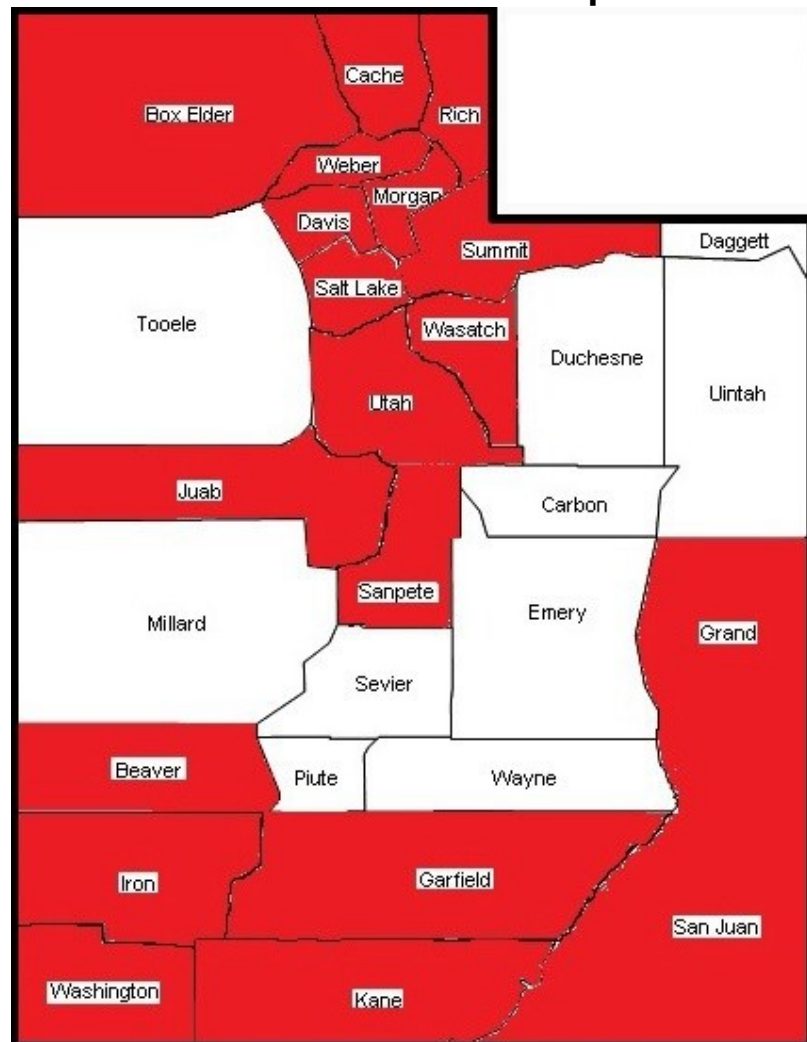 Cache
Box Elder
Rich
Weber
Morgan
Davis
Summit
Daggett
Salt Lake
Tooele
Wasatch
Duchesne
Uintah
Utah
Juab
Carbon
Sanpete
Emery
Millard
Grand
Sevier
Beaver
Piute
Wayne
Iron
Garfield
San Juan
Washington
Kane